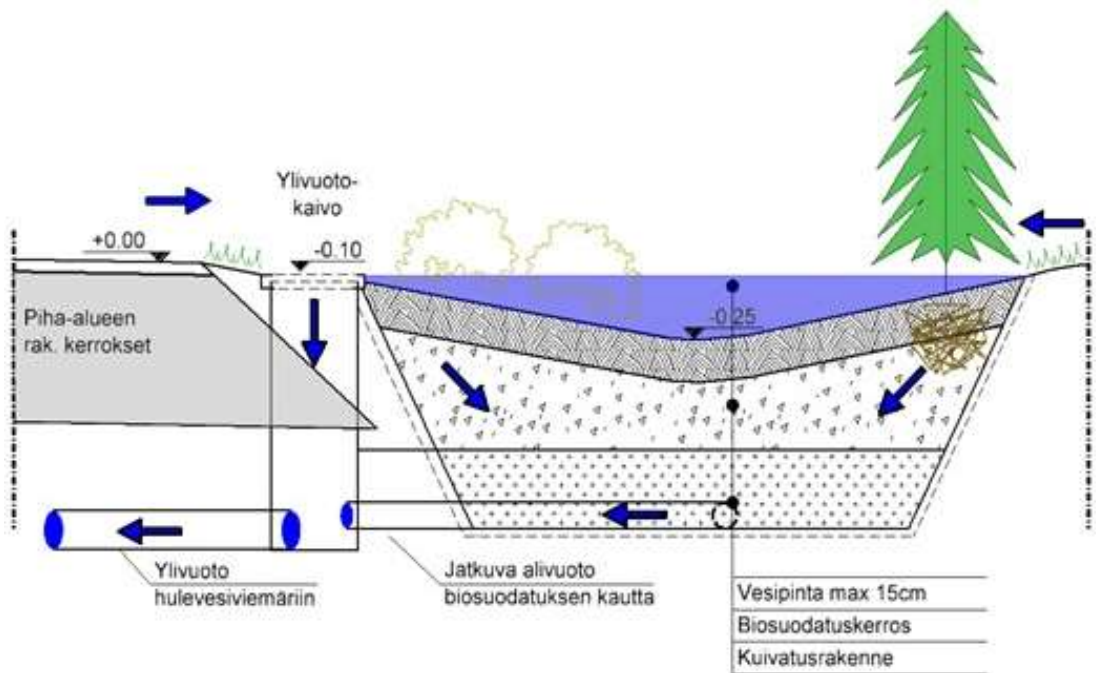 Ylivuoto-
kaivo
+0.00
-0.10
Piha-alueen
rak. kerrokset
-0.25
Ylivuoto
hulevesiviemäriin
Jatkuva alivuoto
biosuodatuksen kautta
Vesipinta max 15cm
Biosuodatuskerros
Kuivatusrakenne